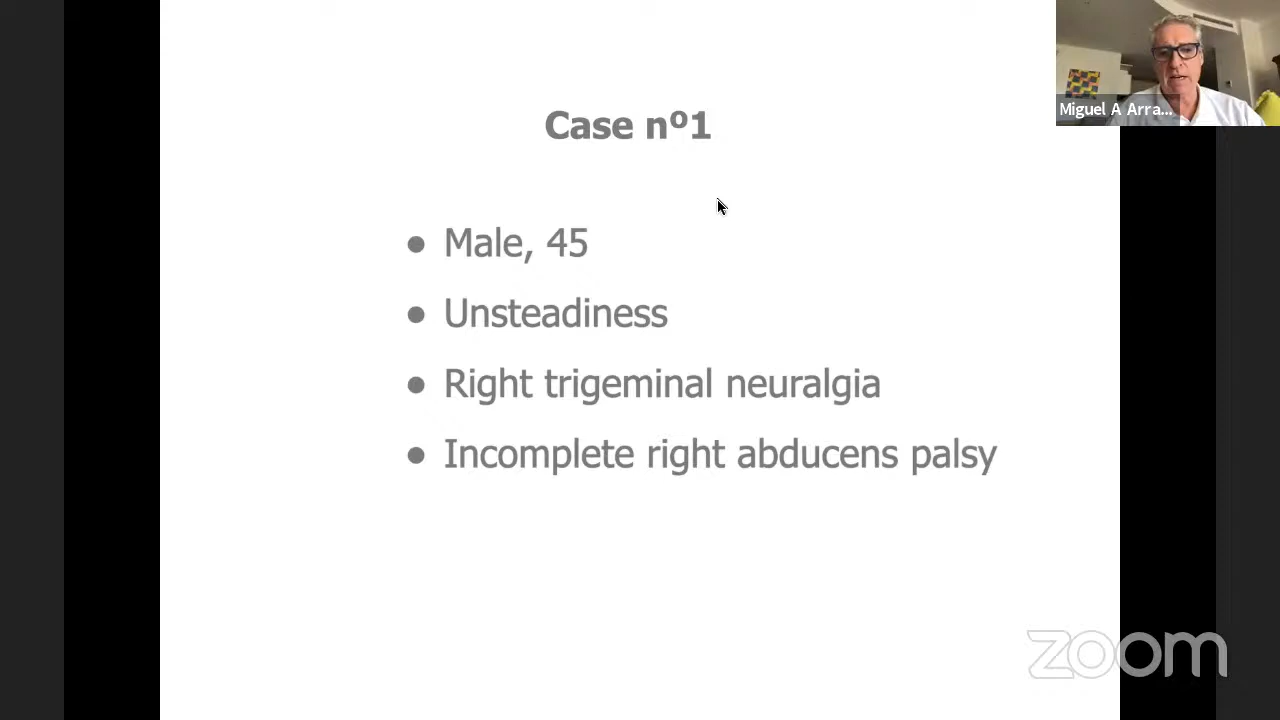 Case nº1
Miguel A Arra...
● Male, 45
● Unsteadiness
● Right trigeminal neuralgia
● Incomplete right abducens palsy
zoom